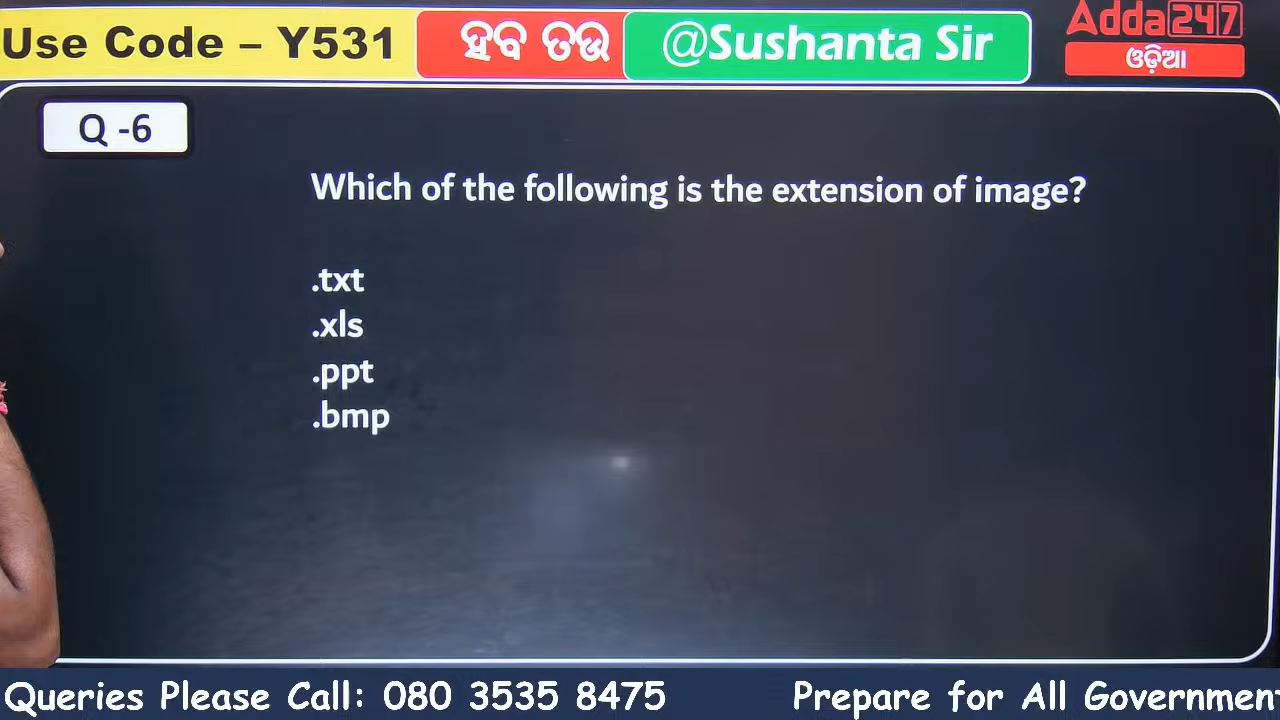 Use Code – Y531
ହବ ତଉ
@Sushanta Sir
Adda247
ଓଡ଼ିଆ
Q -6
Which of the following is the extension of image?
.txt
.xls
.ppt
.bmp
Queries Please Call: 080 3535 8475
Prepare for All Government